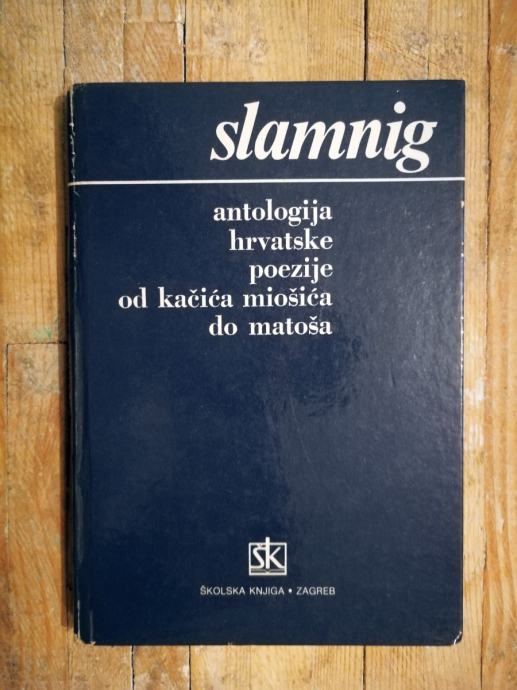 slamnig
antologija
hrvatske
poezije
od kačića miošića
do matoša
ŠK
ŠKOLSKA KNJIGA • ZAGREB